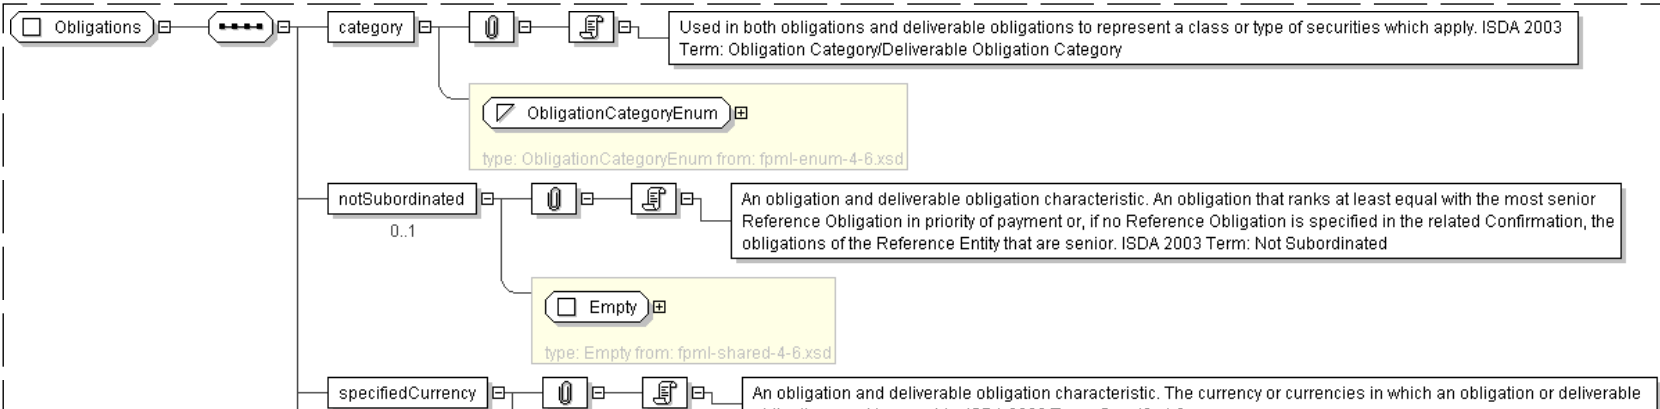 Obligations
category
Used in both obligations and deliverable obligations to represent a class or type of securities which apply. ISDA 2003
Term: Obligation Category/Deliverable Obligation Category
ObligationCategoryEnum
type: ObligationCategoryEnum from: fpml-enum-4-6.xsd
notSubordinated
0..1
An obligation and deliverable obligation characteristic. An obligation that ranks at least equal with the most senior
Reference Obligation in priority of payment or, if no Reference Obligation is specified in the related Confirmation, the
obligations of the Reference Entity that are senior. ISDA 2003 Term: Not Subordinated
Empty
type: Empty from: fpml-shared-4-6.xsd
specifiedCurrency
An obligation and deliverable obligation characteristic. The currency or currencies in which an obligation or deliverable